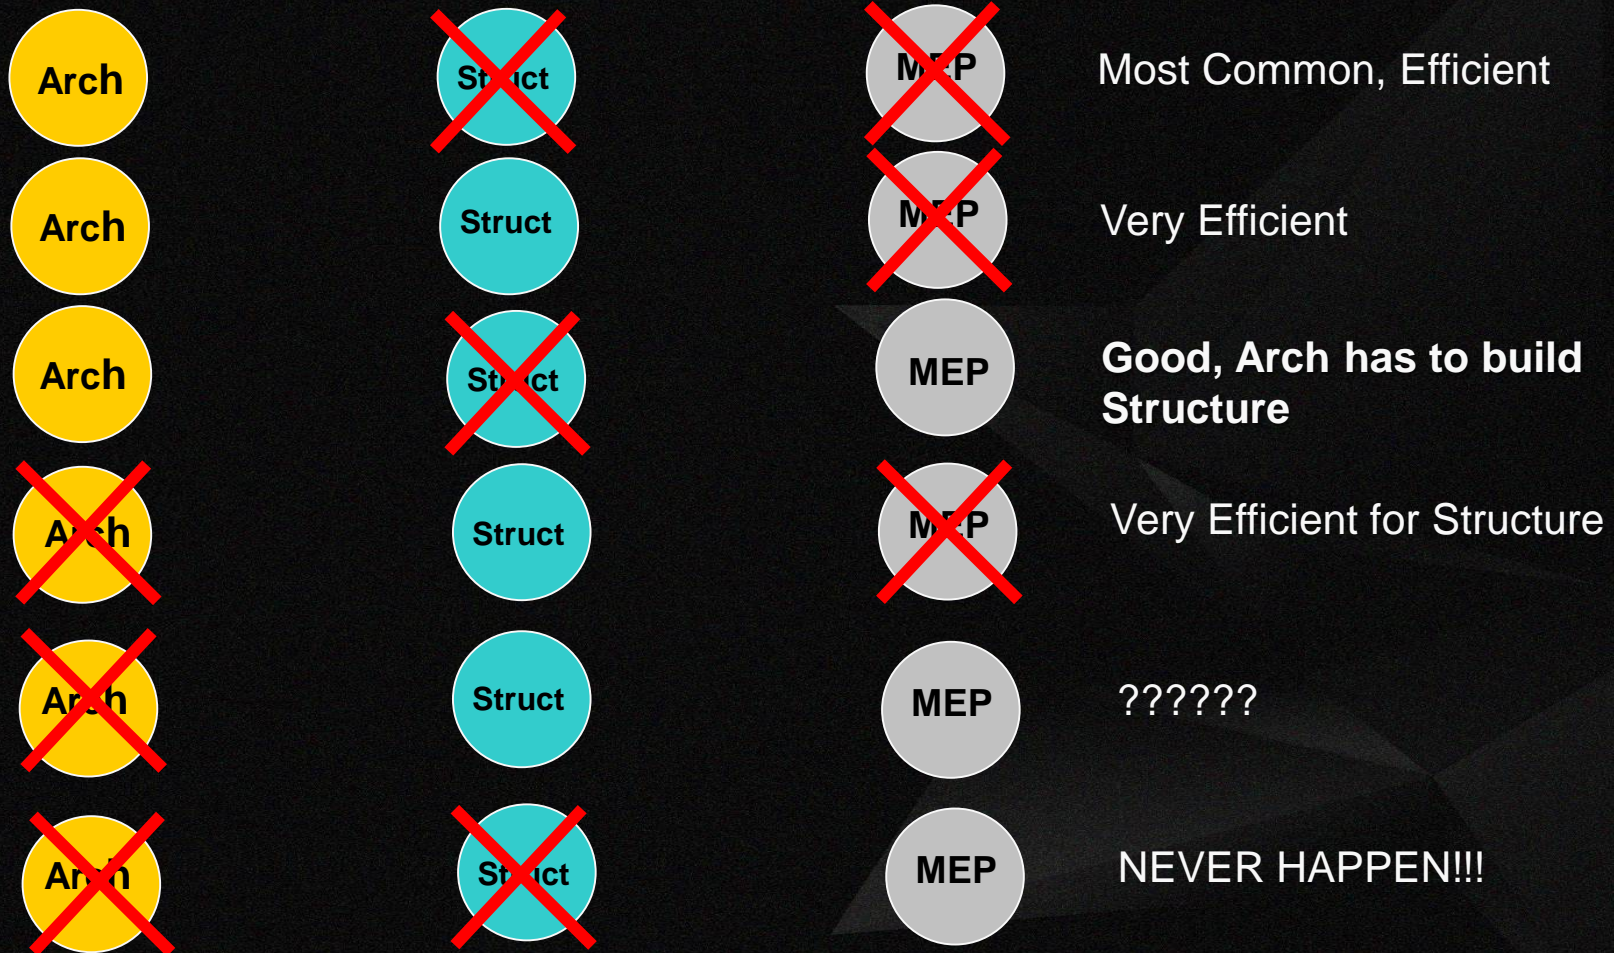 Arch
Struct
MEP
Most Common, Efficient
Arch
Struct
MEP
Very Efficient
Arch
Struct
MEP
Good, Arch has to build
Structure
Arch
Struct
MEP
Very Efficient for Structure
Arch
Struct
MEP
??????
Arch
Struct
MEP
NEVER HAPPEN!!!